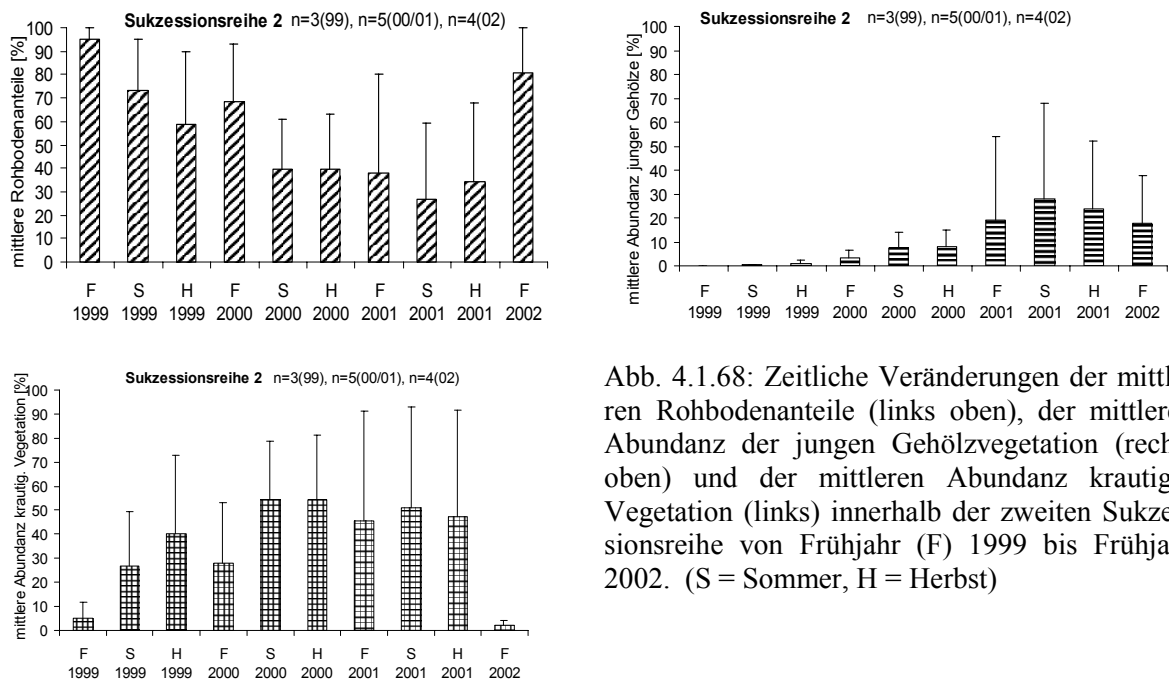 Sukzessionsreihe 2 n=3(99), n=5(00/01), n=4(02)
mittlere Rohbodenanteile [%]
100
90
80
70
60
50
40
30
20
10
0
F S H F S H F S H F
1999 1999 1999 2000 2000 2000 2001 2001 2001 2002
Sukzessionsreihe 2 n=3(99), n=5(00/01), n=4(02)
mittlere Abundanz junger Gehölze [%]
100
90
80
70
60
50
40
30
20
10
0
F S H F S H F S H F
1999 1999 1999 2000 2000 2000 2001 2001 2001 2002
Sukzessionsreihe 2 n=3(99), n=5(00/01), n=4(02)
mittlere Abundanz krautig. Vegetation [%]
100
90
80
70
60
50
40
30
20
10
0
F S H F S H F S H F
1999 1999 1999 2000 2000 2000 2001 2001 2001 2002
Abb. 4.1.68: Zeitliche Veränderungen der mittl
ren Rohbodenanteile (links oben), der mittlere
Abundanz der jungen Gehölzvegetation (rech
oben) und der mittleren Abundanz krautig
Vegetation (links) innerhalb der zweiten Sukze
sionsreihe von Frühjahr (F) 1999 bis Frühja
2002. (S = Sommer, H = Herbst)